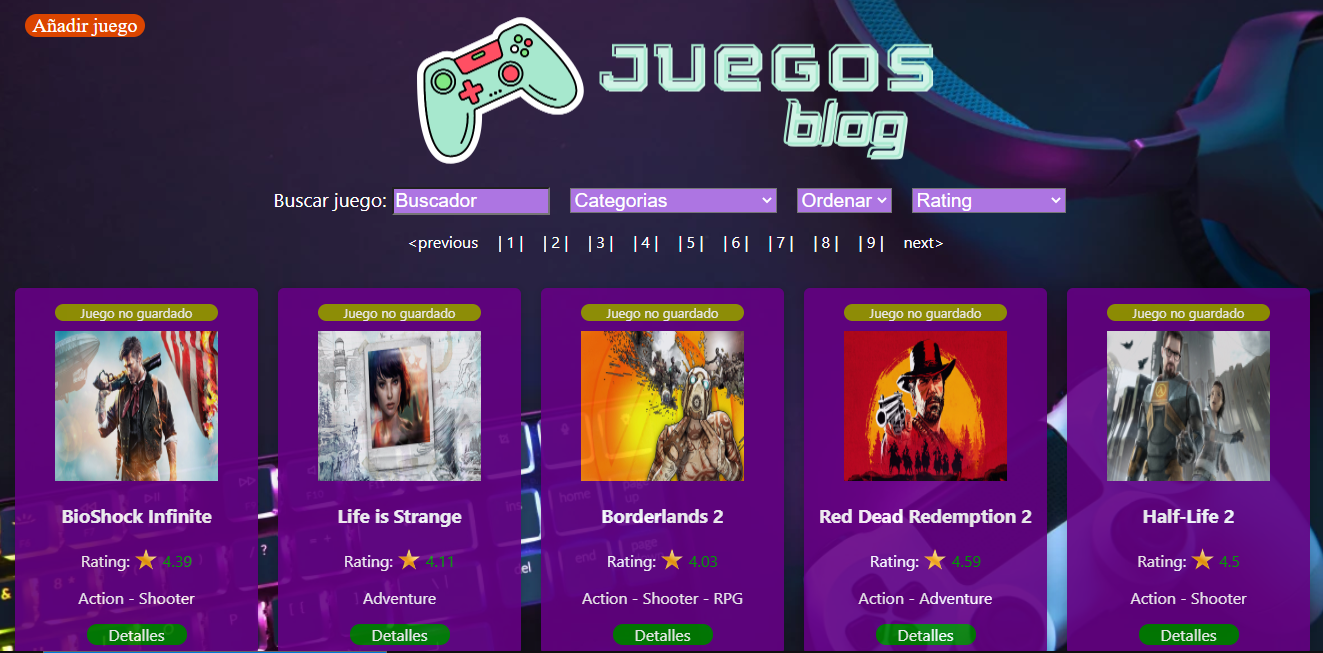 Añadir juego
JUEGOS
blog
Buscar juego: Buscador Categorias Ordenar Rating
<previous | 1 | | 2 | | 3 | | 4 | | 5 | | 6 | | 7 | | 8 | | 9 | next>
Juego no guardado Juego no guardado Juego no guardado Juego no guardado Juego no guardado
BioShock Infinite Life is Strange Borderlands 2 Red Dead Redemption 2 Half-Life 2
Rating: 4.39 Rating: 4.11 Rating: 4.03 Rating: 4.59 Rating: 4.5
Action - Shooter Adventure Action - Shooter - RPG Action - Adventure Action - Shooter
Detalles Detalles Detalles Detalles Detalles